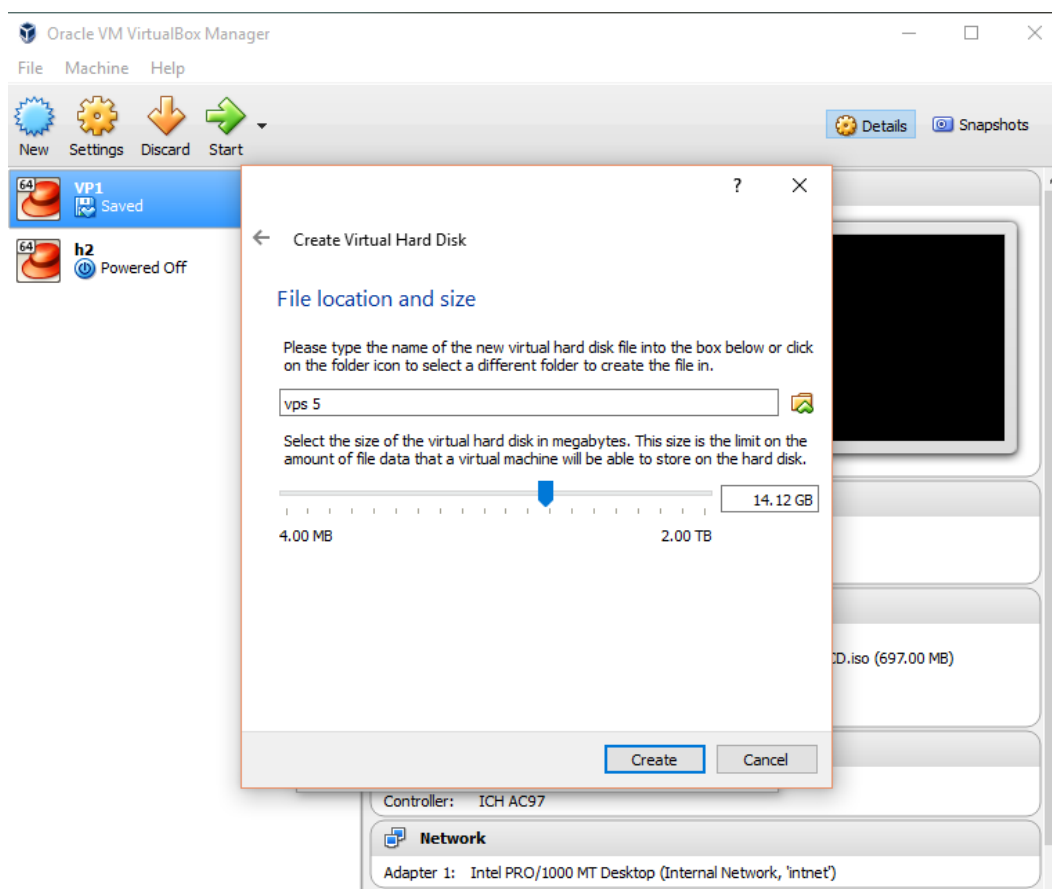 Oracle VM VirtualBox Manager
File Machine Help
New Settings Discard Start
Details Snapshots
64 VP1
Saved
64 h2
Powered Off
?
Create Virtual Hard Disk
File location and size
Please type the name of the new virtual hard disk file into the box below or click
on the folder icon to select a different folder to create the file in.
vps 5
Select the size of the virtual hard disk in megabytes. This size is the limit on the
amount of file data that a virtual machine will be able to store on the hard disk.
14.12 GB
4.00 MB 2.00 TB
CD.iso (697.00 MB)
Create Cancel
Controller: ICH AC97
Network
Adapter 1: Intel PRO/1000 MT Desktop (Internal Network, 'intnet')